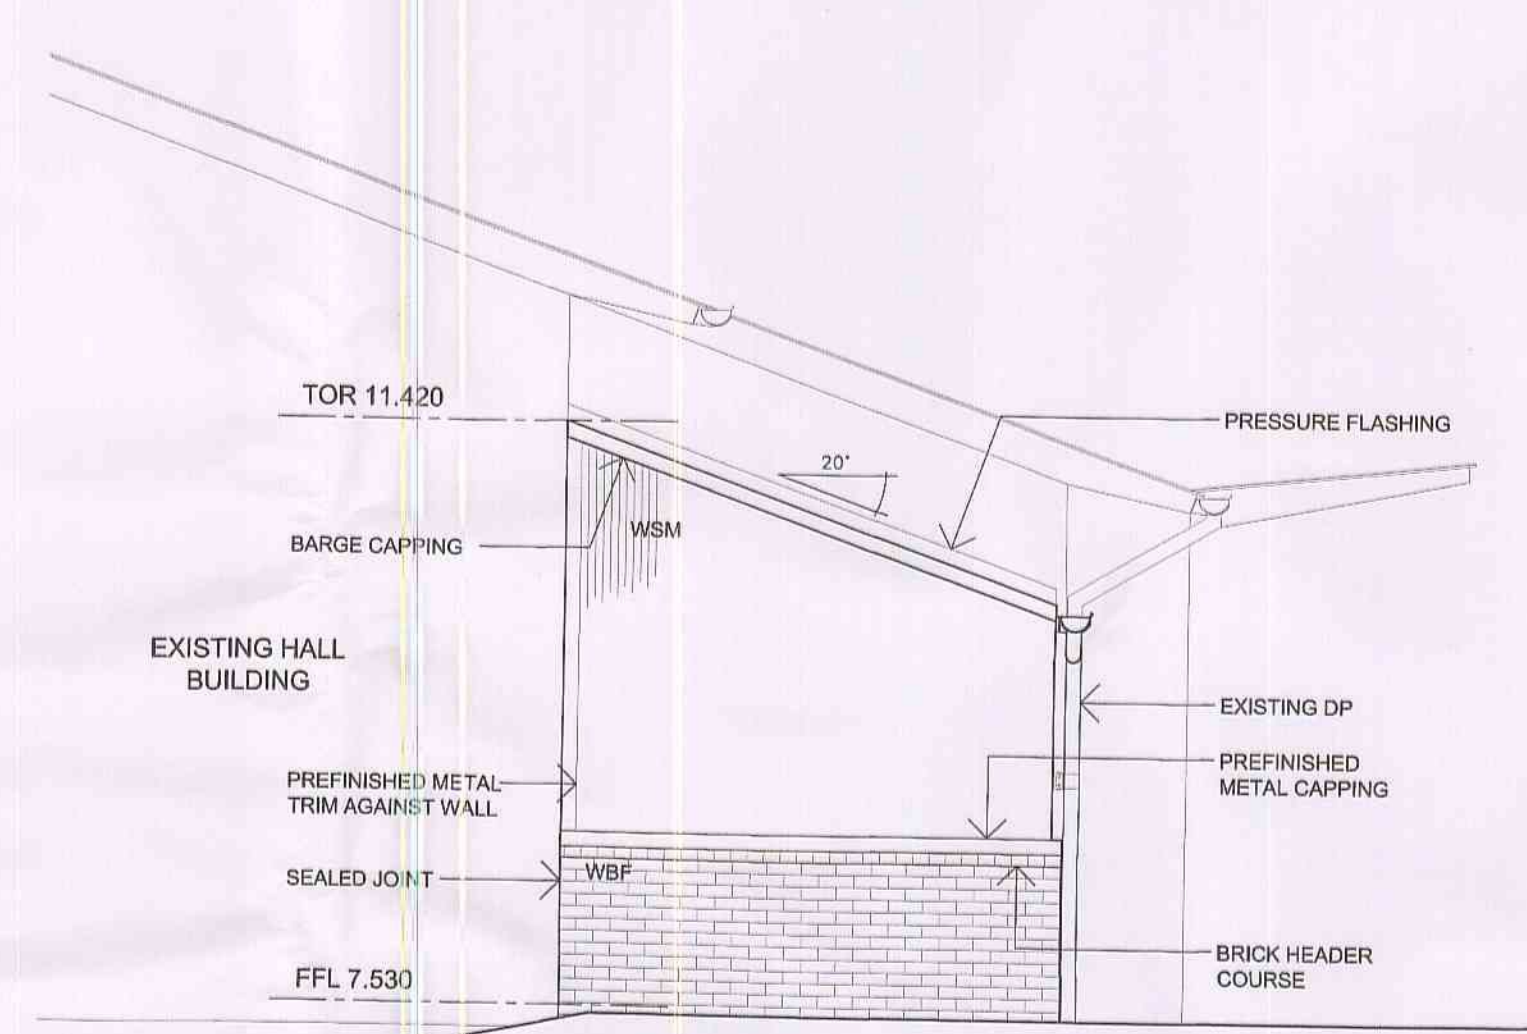 TOR 11.420
PRESSURE FLASHING
20°
WSM
BARGE CAPPING
EXISTING HALL
BUILDING
EXISTING DP
PREFINISHED
METAL CAPPING
PREFINISHED METAL
TRIM AGAINST WALL
WBF
SEALED JOINT
BRICK HEADER
COURSE
FFL 7.530